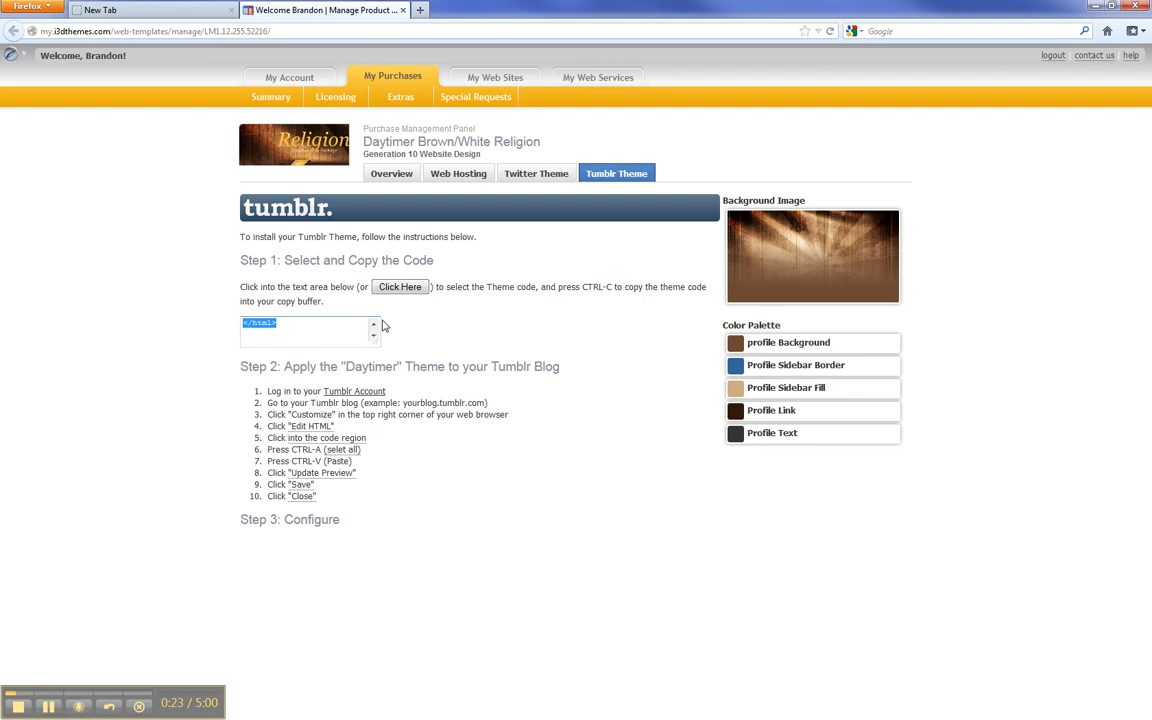 Firefox
New Tab
Welcome Brandon | Manage Product ...
my.i3dthemes.com/web-templates/manage/LM1.12.255.52216/
Google
Welcome, Brandon!
logout contact us help
My Account My Purchases My Web Sites My Web Services
Summary Licensing Extras Special Requests
Religion
Purchase Management Panel
Daytimer Brown/White Religion
Generation 10 Website Design
Overview Web Hosting Twitter Theme Tumblr Theme
tumblr.
To install your Tumblr Theme, follow the instructions below.
Step 1: Select and Copy the Code
Click into the text area below (or Click Here ) to select the Theme code, and press CTRL-C to copy the theme code
into your copy buffer.
</html>
Step 2: Apply the "Daytimer" Theme to your Tumblr Blog
1. Log in to your Tumblr Account
2. Go to your Tumblr blog (example: yourblog.tumblr.com)
3. Click "Customize" in the top right corner of your web browser
4. Click "Edit HTML"
5. Click into the code region
6. Press CTRL-A (selet all)
7. Press CTRL-V (Paste)
8. Click "Update Preview"
9. Click "Save"
10. Click "Close"
Step 3: Configure
Background Image
Color Palette
profile Background
Profile Sidebar Border
Profile Sidebar Fill
Profile Link
Profile Text
0:23 / 5:00